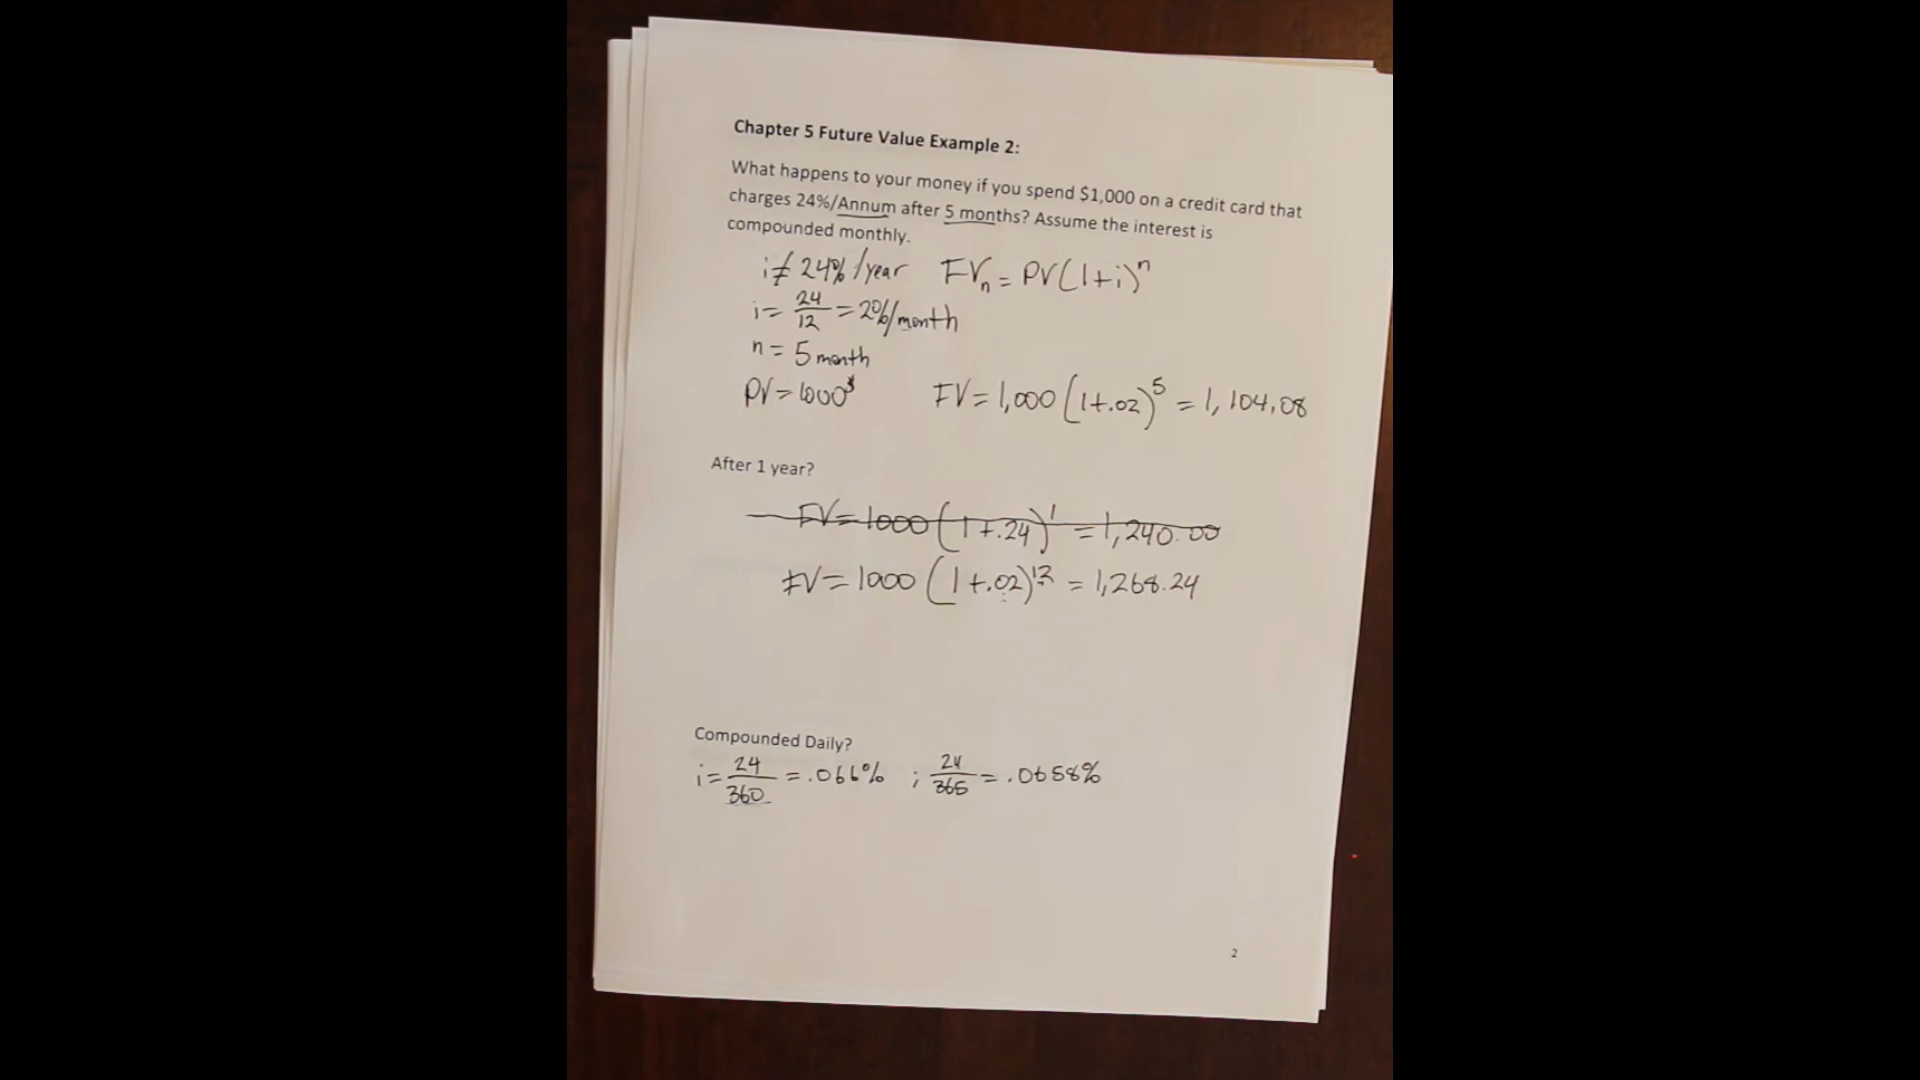 Chapter 5 Future Value Example 2:
What happens to your money if you spend $1,000 on a credit card that
charges 24%/Annum after 5 months? Assume the interest is
compounded monthly.
i ≠ 24% /year FVn = PV(1+i)^n
i = 24/12 = 2%/month
n = 5 month
PV = 1000$ FV = 1,000 (1+.02)^5 = 1,104.08
After 1 year?
FV = 1000 (1+.24)^1 = 1,240.00
FV = 1000 (1+.02)^12 = 1,268.24
Compounded Daily?
i = 24/360 = .066% ; 24/365 = .0658%
2